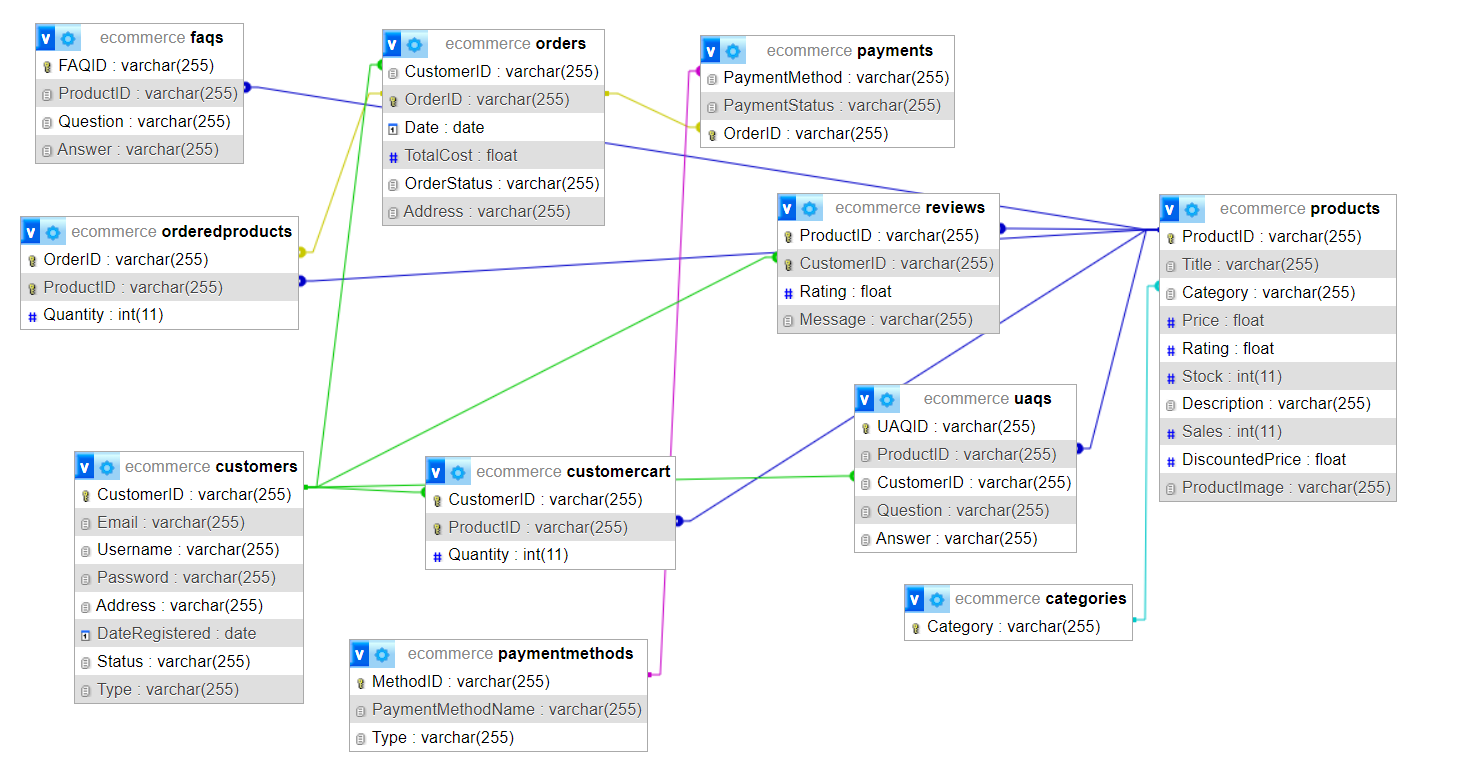 v ecommerce faqs
FAQID : varchar(255)
ProductID : varchar(255)
Question : varchar(255)
Answer : varchar(255)
v ecommerce orders
CustomerID : varchar(255)
OrderID : varchar(255)
Date : date
# TotalCost : float
OrderStatus : varchar(255)
Address : varchar(255)
v ecommerce payments
PaymentMethod : varchar(255)
PaymentStatus : varchar(255)
OrderID : varchar(255)
v ecommerce orderedproducts
OrderID : varchar(255)
ProductID : varchar(255)
# Quantity : int(11)
v ecommerce reviews
ProductID : varchar(255)
CustomerID : varchar(255)
# Rating : float
Message : varchar(255)
v ecommerce products
ProductID : varchar(255)
Title : varchar(255)
Category : varchar(255)
# Price : float
# Rating : float
# Stock : int(11)
Description : varchar(255)
# Sales : int(11)
# DiscountedPrice : float
ProductImage : varchar(255)
v ecommerce customers
CustomerID : varchar(255)
Email : varchar(255)
Username : varchar(255)
Password : varchar(255)
Address : varchar(255)
DateRegistered : date
Status : varchar(255)
Type : varchar(255)
v ecommerce customercart
CustomerID : varchar(255)
ProductID : varchar(255)
# Quantity : int(11)
v ecommerce uaqs
UAQID : varchar(255)
ProductID : varchar(255)
CustomerID : varchar(255)
Question : varchar(255)
Answer : varchar(255)
v ecommerce categories
Category : varchar(255)
v ecommerce paymentmethods
MethodID : varchar(255)
PaymentMethodName : varchar(255)
Type : varchar(255)